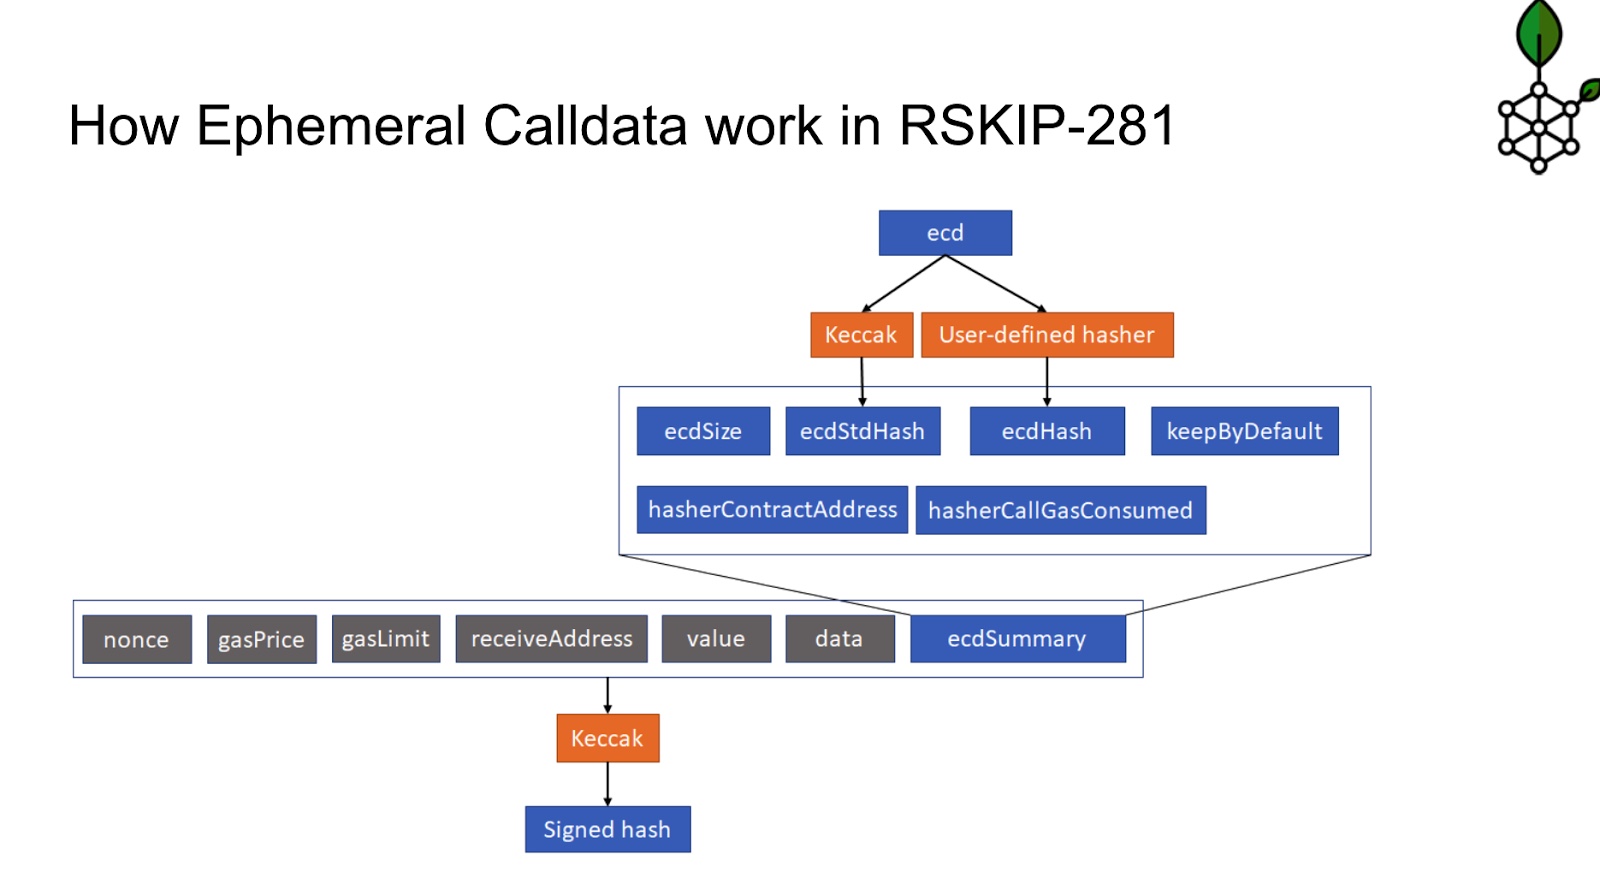 How Ephemeral Calldata work in RSKIP-281
ecd
Keccak
User-defined hasher
ecdSize
ecdStdHash
ecdHash
keepByDefault
hasherContractAddress
hasherCallGasConsumed
nonce
gasPrice
gasLimit
receiveAddress
value
data
ecdSummary
Keccak
Signed hash